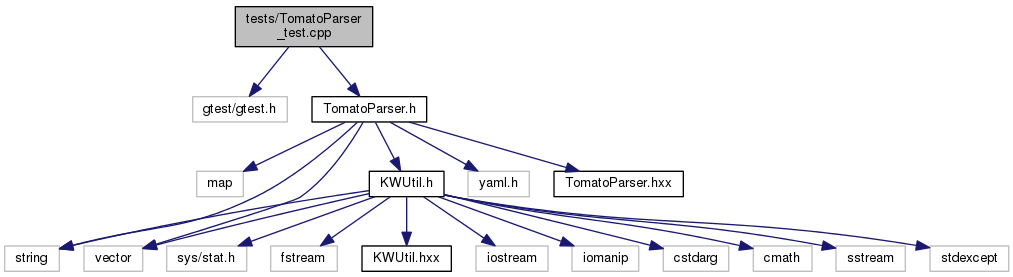 tests/TomatoParser
_test.cpp
gtest/gtest.h
TomatoParser.h
map
KWUtil.h
yaml.h
TomatoParser.hxx
string
vector
sys/stat.h
fstream
KWUtil.hxx
iostream
iomanip
cstdarg
cmath
sstream
stdexcept